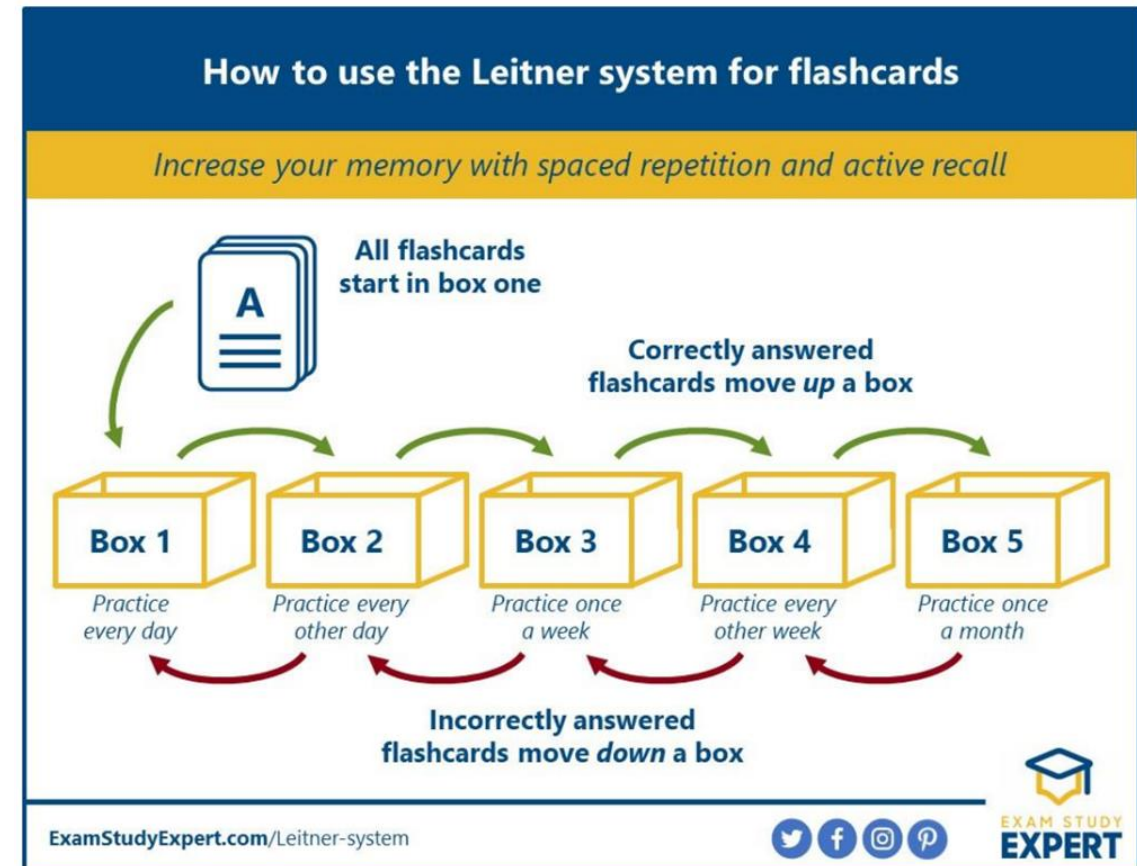 How to use the Leitner system for flashcards
Increase your memory with spaced repetition and active recall
A
All flashcards
start in box one
Correctly answered
flashcards move up a box
Box 1
Box 2
Box 3
Box 4
Box 5
Practice
every day
Practice every
other day
Practice once
a week
Practice every
other week
Practice once
a month
Incorrectly answered
flashcards move down a box
ExamStudyExpert.com/Leitner-system
EXAM STUDY
EXPERT